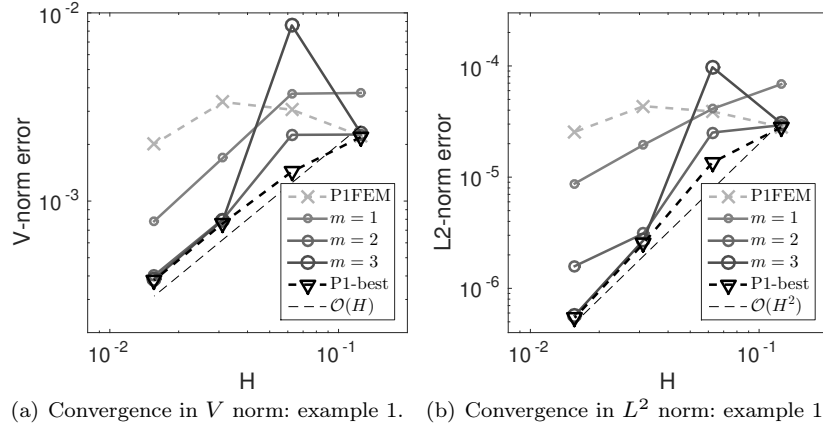 10^{-2}
10^{-3}
V-norm error
P1FEM
m = 1
m = 2
m = 3
P1-best
O(H)
10^{-2}
10^{-1}
H
10^{-4}
10^{-5}
10^{-6}
L2-norm error
P1FEM
m = 1
m = 2
m = 3
P1-best
O(H^2)
10^{-2}
10^{-1}
H
(a) Convergence in V norm: example 1.
(b) Convergence in L^2 norm: example 1